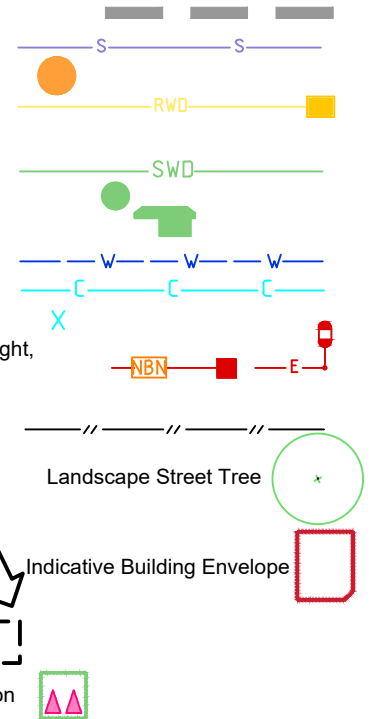 S S
RWD
SWD
W W W
C C C
X
ght,
NBN E
// // //
Landscape Street Tree
Indicative Building Envelope
on